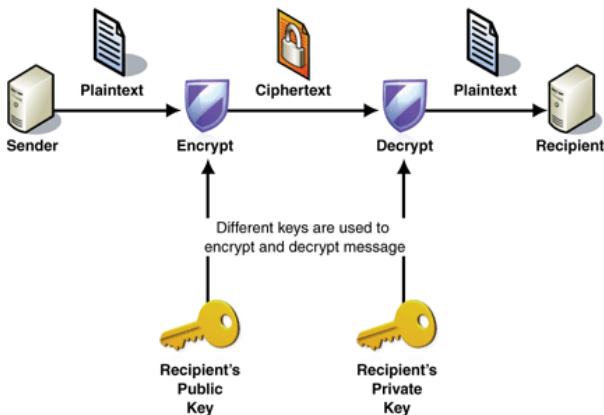 Plaintext
Ciphertext
Plaintext
Sender
Encrypt
Decrypt
Recipient
Different keys are used to
encrypt and decrypt message
Recipient's
Public
Key
Recipient's
Private
Key